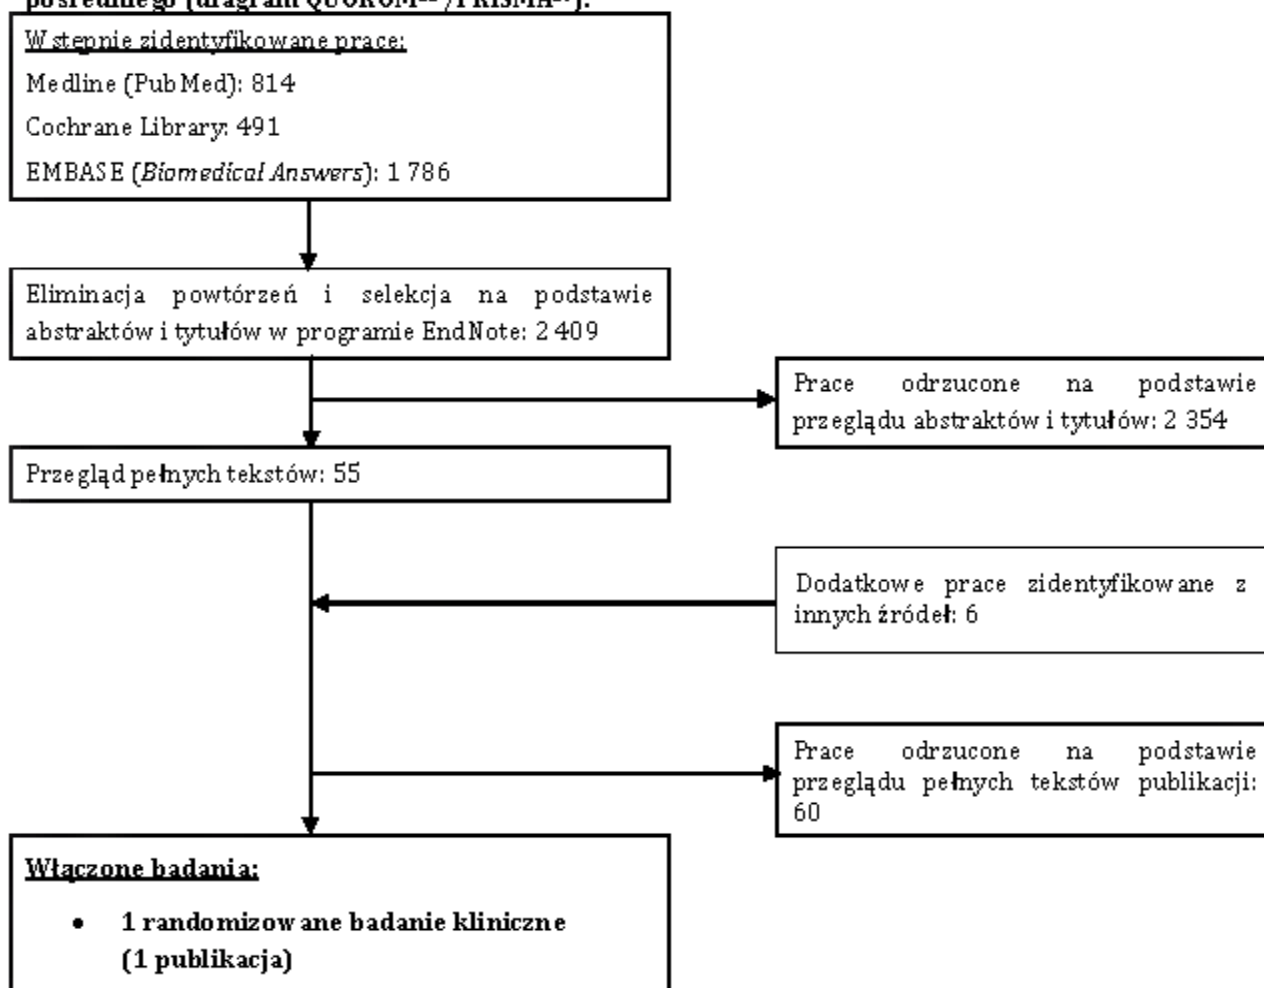 Wstępnie zidentyfikowane prace:
Medline (PubMed): 814
Cochrane Library: 491
EMBASE (Biomedical Answers): 1 786
Eliminacja powtórzeń i selekcja na podstawie
abstraktów i tytułów w programie EndNote: 2 409
Prace odrzucone na podstawie
przeglądu abstraktów i tytułów: 2 354
Przegląd pełnych tekstów: 55
Dodatkowe prace zidentyfikowane z
innych źródeł: 6
Prace odrzucone na podstawie
przeglądu pełnych tekstów publikacji:
60
Włączone badania:
• 1 randomizowane badanie kliniczne
(1 publikacja)